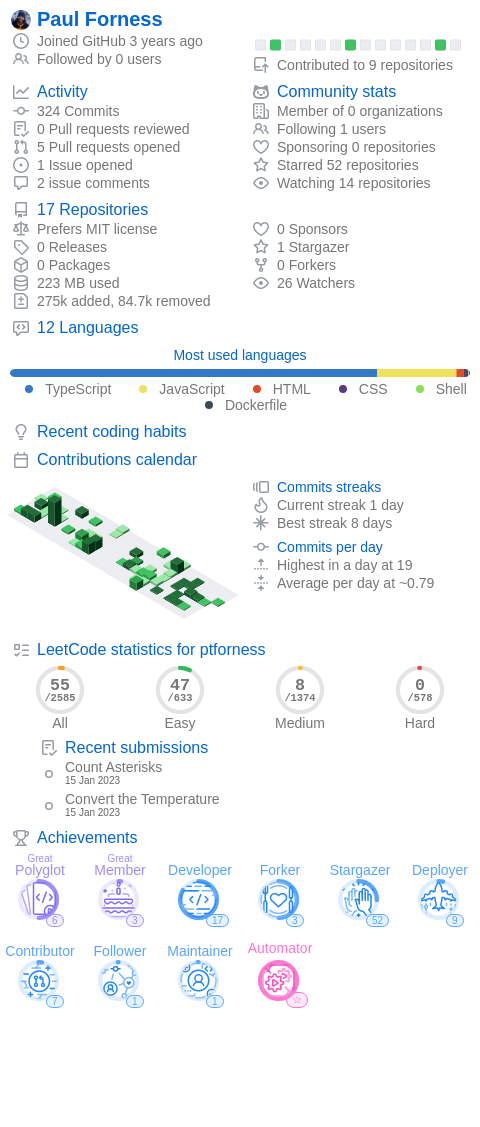 Paul Forness
Joined GitHub 3 years ago
Followed by 0 users
Contributed to 9 repositories
Activity
324 Commits
0 Pull requests reviewed
5 Pull requests opened
1 Issue opened
2 issue comments
Community stats
Member of 0 organizations
Following 1 users
Sponsoring 0 repositories
Starred 52 repositories
Watching 14 repositories
17 Repositories
Prefers MIT license
0 Releases
0 Packages
223 MB used
275k added, 84.7k removed
0 Sponsors
1 Stargazer
0 Forkers
26 Watchers
12 Languages
Most used languages
TypeScript JavaScript HTML CSS Shell
Dockerfile
Recent coding habits
Contributions calendar
Commits streaks
Current streak 1 day
Best streak 8 days
Commits per day
Highest in a day at 19
Average per day at ~0.79
LeetCode statistics for ptforness
55 47 8 0
/2585 /633 /1374 /578
All Easy Medium Hard
Recent submissions
Count Asterisks
15 Jan 2023
Convert the Temperature
15 Jan 2023
Achievements
Great Great
Polyglot Member Developer Forker Stargazer Deployer
6 3 17 3 52 9
Contributor Follower Maintainer Automator
7 1 1 ☆